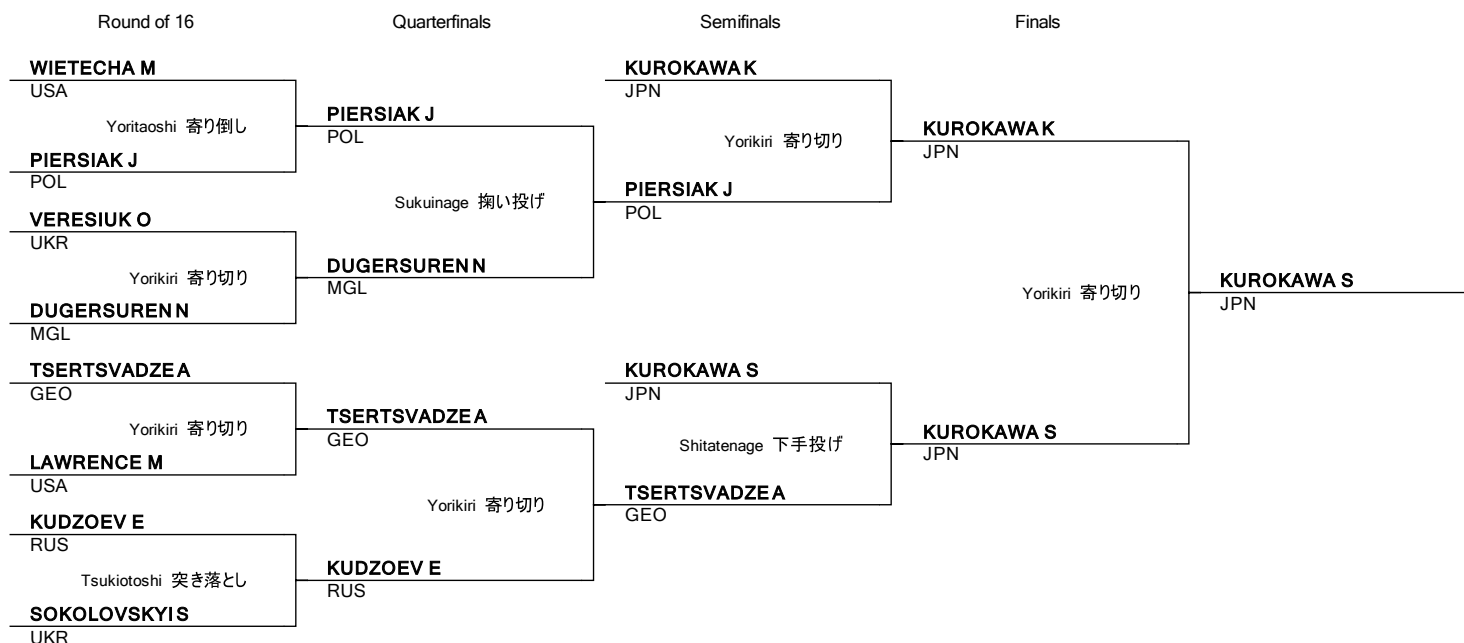 Round of 16
Quarterfinals
Semifinals
Finals
WIETECHA M
USA
Yoritaoshi 寄り倒し
PIERSIAK J
POL
VERESIUK O
UKR
Yorikiri 寄り切り
DUGERSUREN N
MGL
TSERTSVADZE A
GEO
Yorikiri 寄り切り
LAWRENCE M
USA
KUDZOEV E
RUS
Tsukiotoshi 突き落とし
SOKOLOVSKYI S
UKR
PIERSIAK J
POL
Sukuinage 掬い投げ
DUGERSUREN N
MGL
TSERTSVADZE A
GEO
Yorikiri 寄り切り
KUDZOEV E
RUS
KUROKAWA K
JPN
Yorikiri 寄り切り
PIERSIAK J
POL
KUROKAWA S
JPN
Shitatenage 下手投げ
TSERTSVADZE A
GEO
KUROKAWA K
JPN
Yorikiri 寄り切り
KUROKAWA S
JPN
KUROKAWA S
JPN